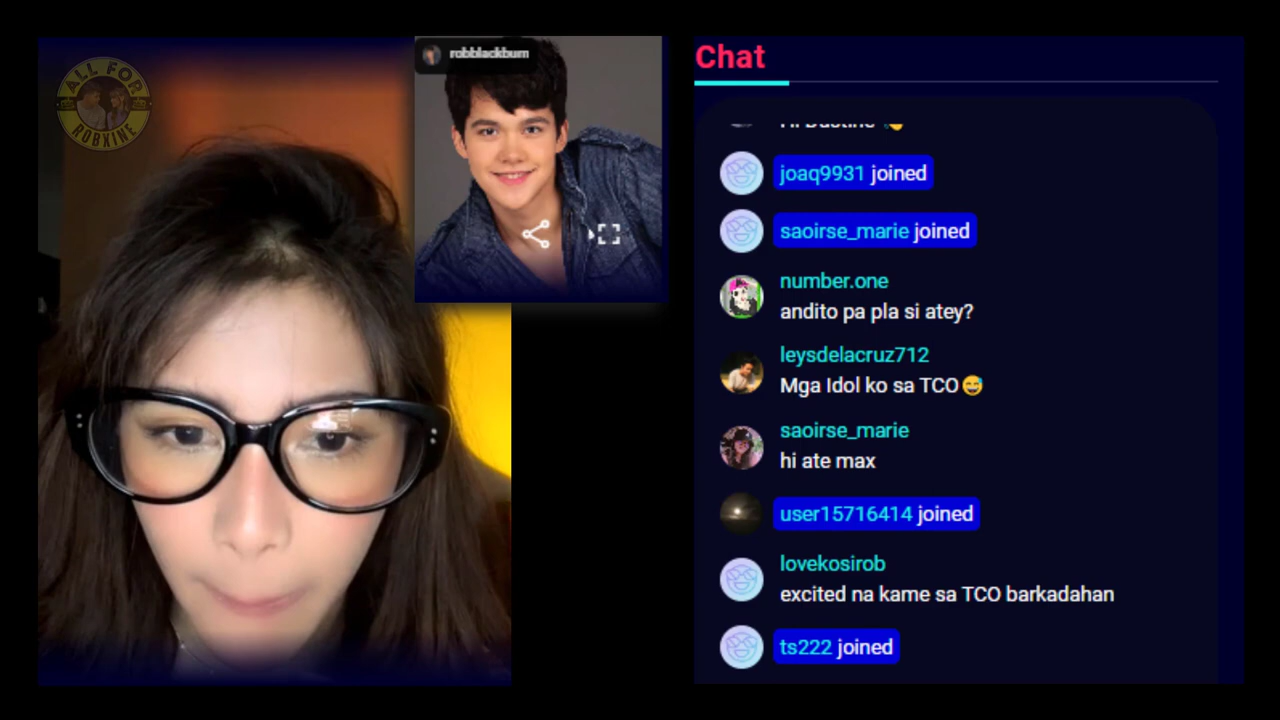 ALL FOR
ROBXINE
robblackburn
Chat
joaq9931 joined
saoirse_marie joined
number.one
andito pa pla si atey?
leysdelacruz712
Mga Idol ko sa TCO😅
saoirse_marie
hi ate max
user15716414 joined
lovekosirob
excited na kame sa TCO barkadahan
ts222 joined